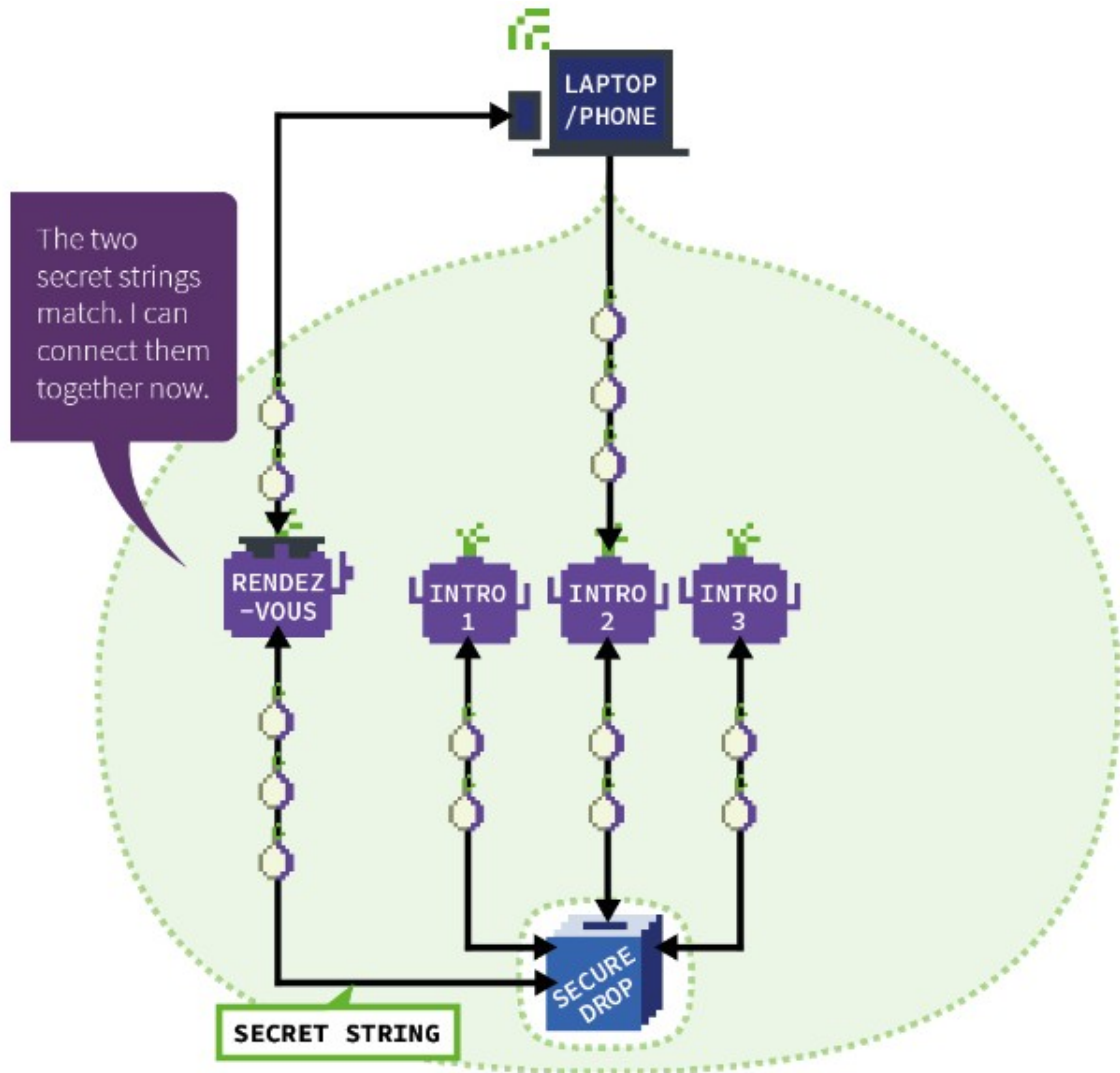 LAPTOP
/PHONE
The two
secret strings
match. I can
connect them
together now.
RENDEZ
-VOUS
INTRO
1
INTRO
2
INTRO
3
SECURE
DROP
SECRET STRING